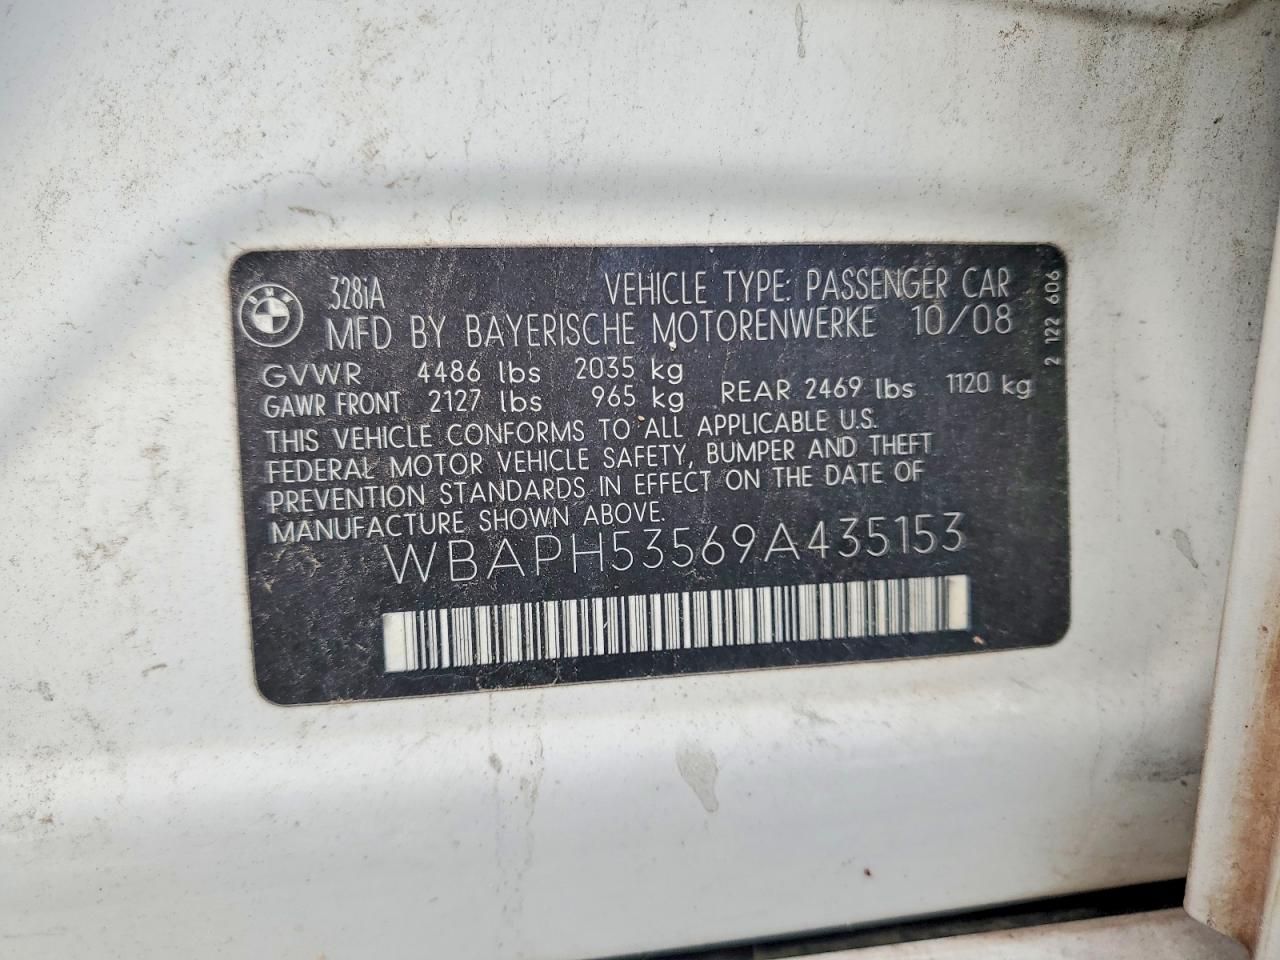 BMW
328iA VEHICLE TYPE: PASSENGER CAR
MFD BY BAYERISCHE MOTORENWERKE 10/08
GVWR 4486 lbs 2035 kg
GAWR FRONT 2127 lbs 965 kg REAR 2469 lbs 1120 kg
THIS VEHICLE CONFORMS TO ALL APPLICABLE U.S.
FEDERAL MOTOR VEHICLE SAFETY, BUMPER AND THEFT
PREVENTION STANDARDS IN EFFECT ON THE DATE OF
MANUFACTURE SHOWN ABOVE.
WBAPH53569A435153
2 122 606